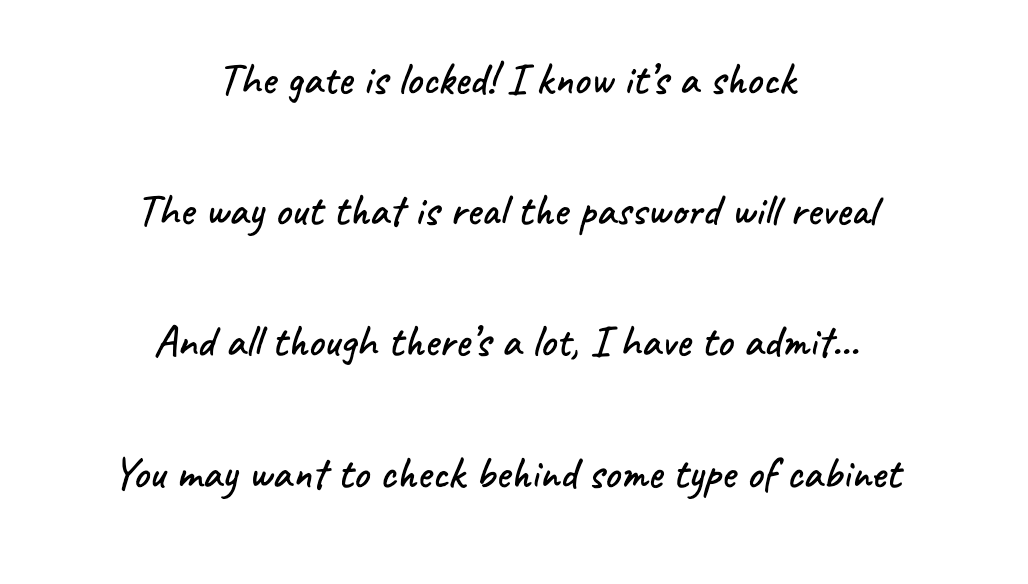 The gate is locked! I know it's a shock
The way out that is real the password will reveal
And all though there's a lot, I have to admit...
You may want to check behind some type of cabinet